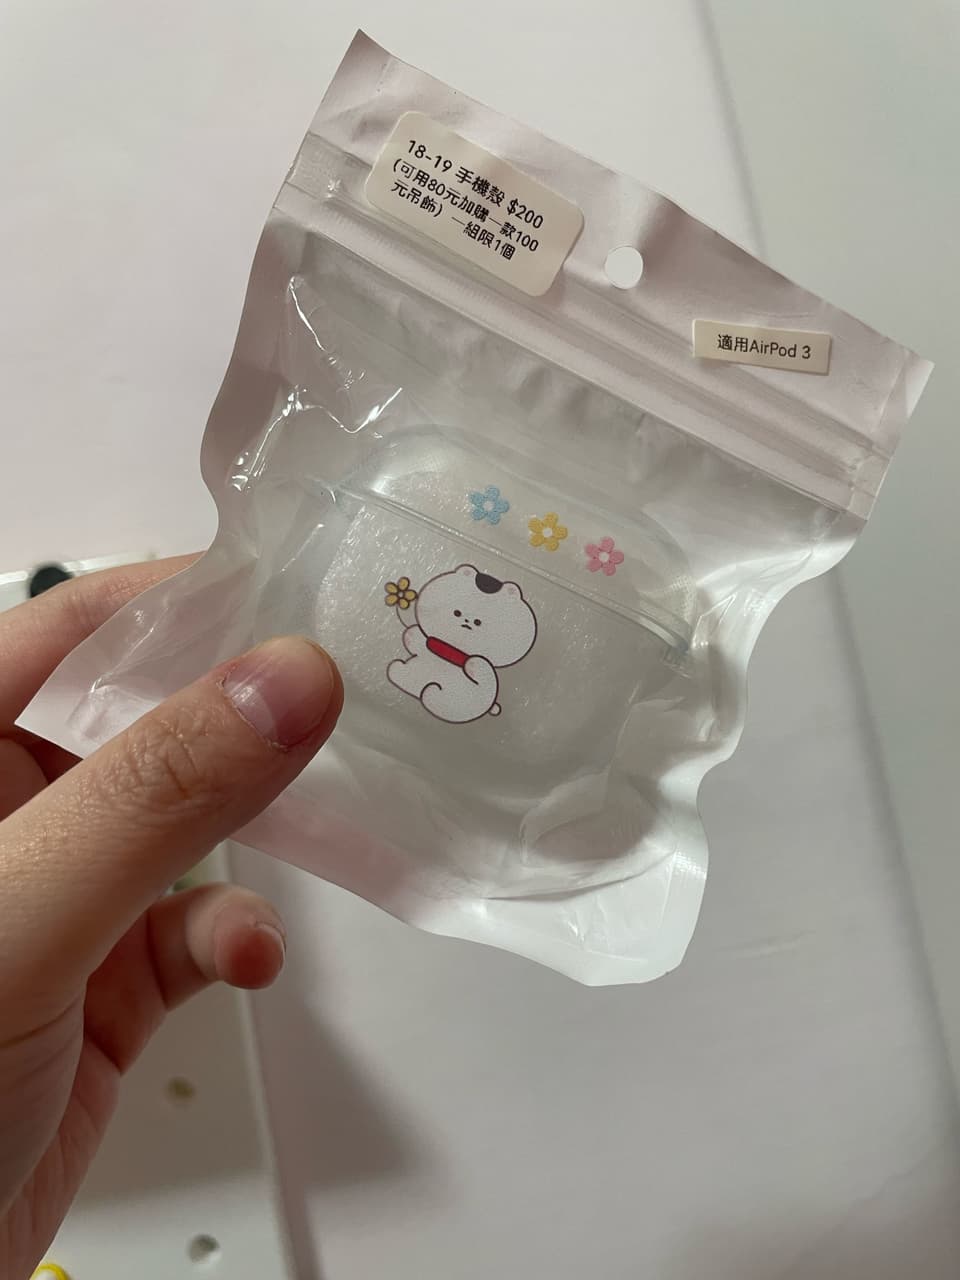 18-19 手機殼 $200
(可用80元加購一款100
元吊飾) 一組限1個
適用AirPod 3